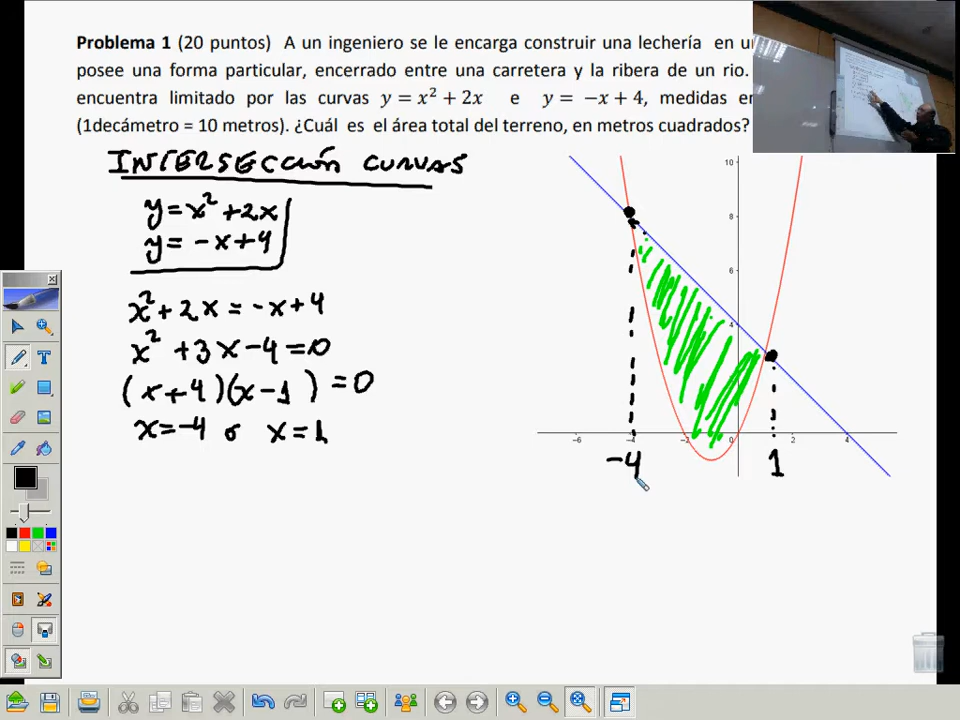 Problema 1 (20 puntos) A un ingeniero se le encarga construir una lechería en
posee una forma particular, encerrado entre una carretera y la ribera de un rio.
encuentra limitado por las curvas y = x² + 2x e y = −x + 4, medidas
(1decámetro = 10 metros). ¿Cuál es el área total del terreno, en metros cuadrados?
INTERSECCIÓN CURVAS
y = x² + 2x
y = -x + 4
x² + 2x = -x + 4
x² + 3x - 4 = 0
(x + 4)(x - 1) = 0
x = -4 o x = 1
10
8
6
4
-6 -4 -2 0 2 4
-4 1
T